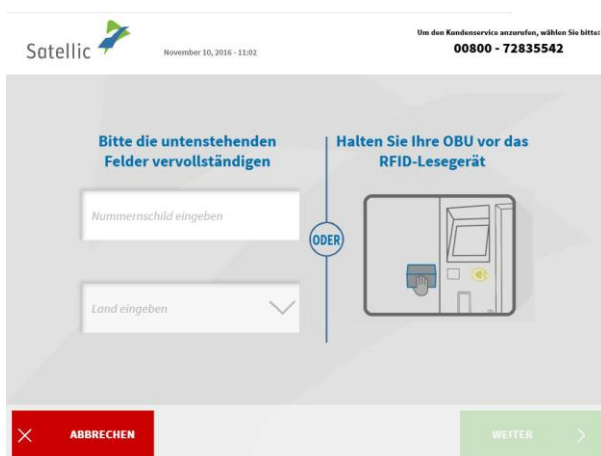 Satellic
November 10, 2016 - 11:02
Um den Kundenservice anzurufen, wählen Sie bitte:
00800 - 72835542
Bitte die untenstehenden
Felder vervollständigen
Nummernschild eingeben
Land eingeben
ODER
Halten Sie Ihre OBU vor das
RFID-Lesegerät
ABBRECHEN
WEITER